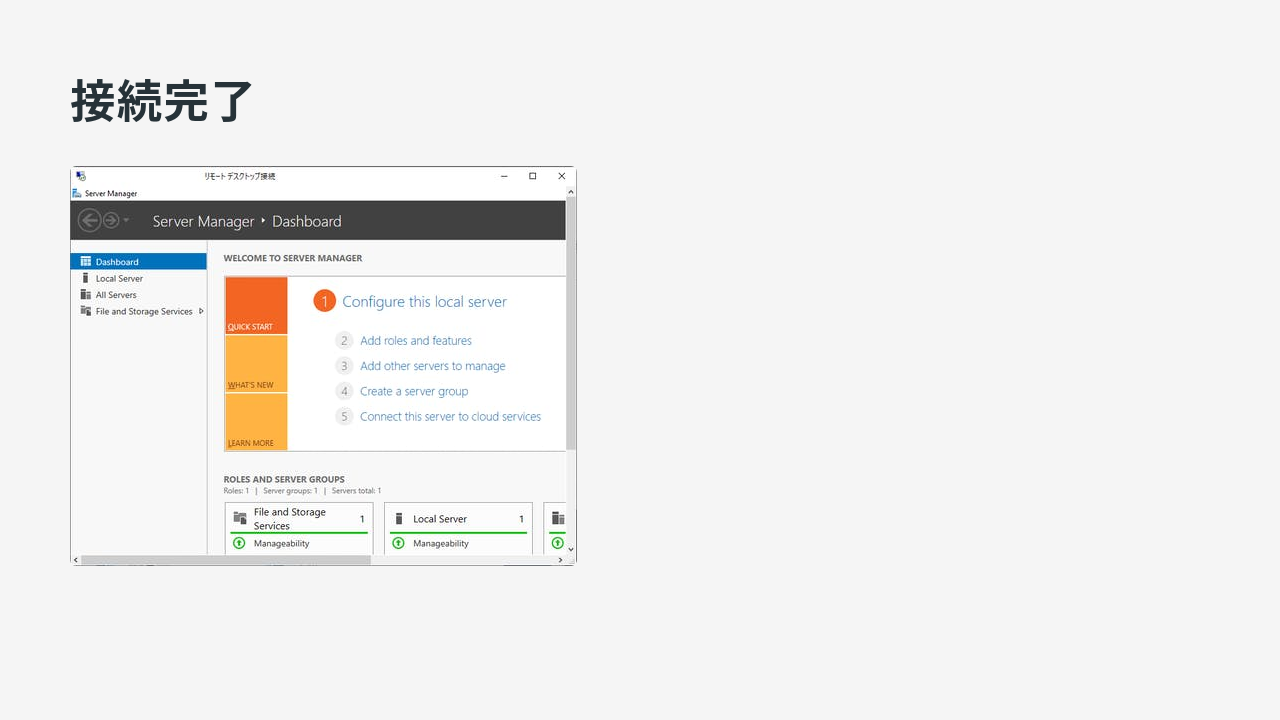 接続完了
リモート デスクトップ接続
Server Manager
Server Manager ‣ Dashboard
Dashboard
Local Server
All Servers
File and Storage Services
WELCOME TO SERVER MANAGER
QUICK START
WHAT'S NEW
LEARN MORE
1 Configure this local server
2 Add roles and features
3 Add other servers to manage
4 Create a server group
5 Connect this server to cloud services
ROLES AND SERVER GROUPS
Roles: 1 | Server groups: 1 | Servers total: 1
File and Storage
Services 1
Manageability
Local Server 1
Manageability